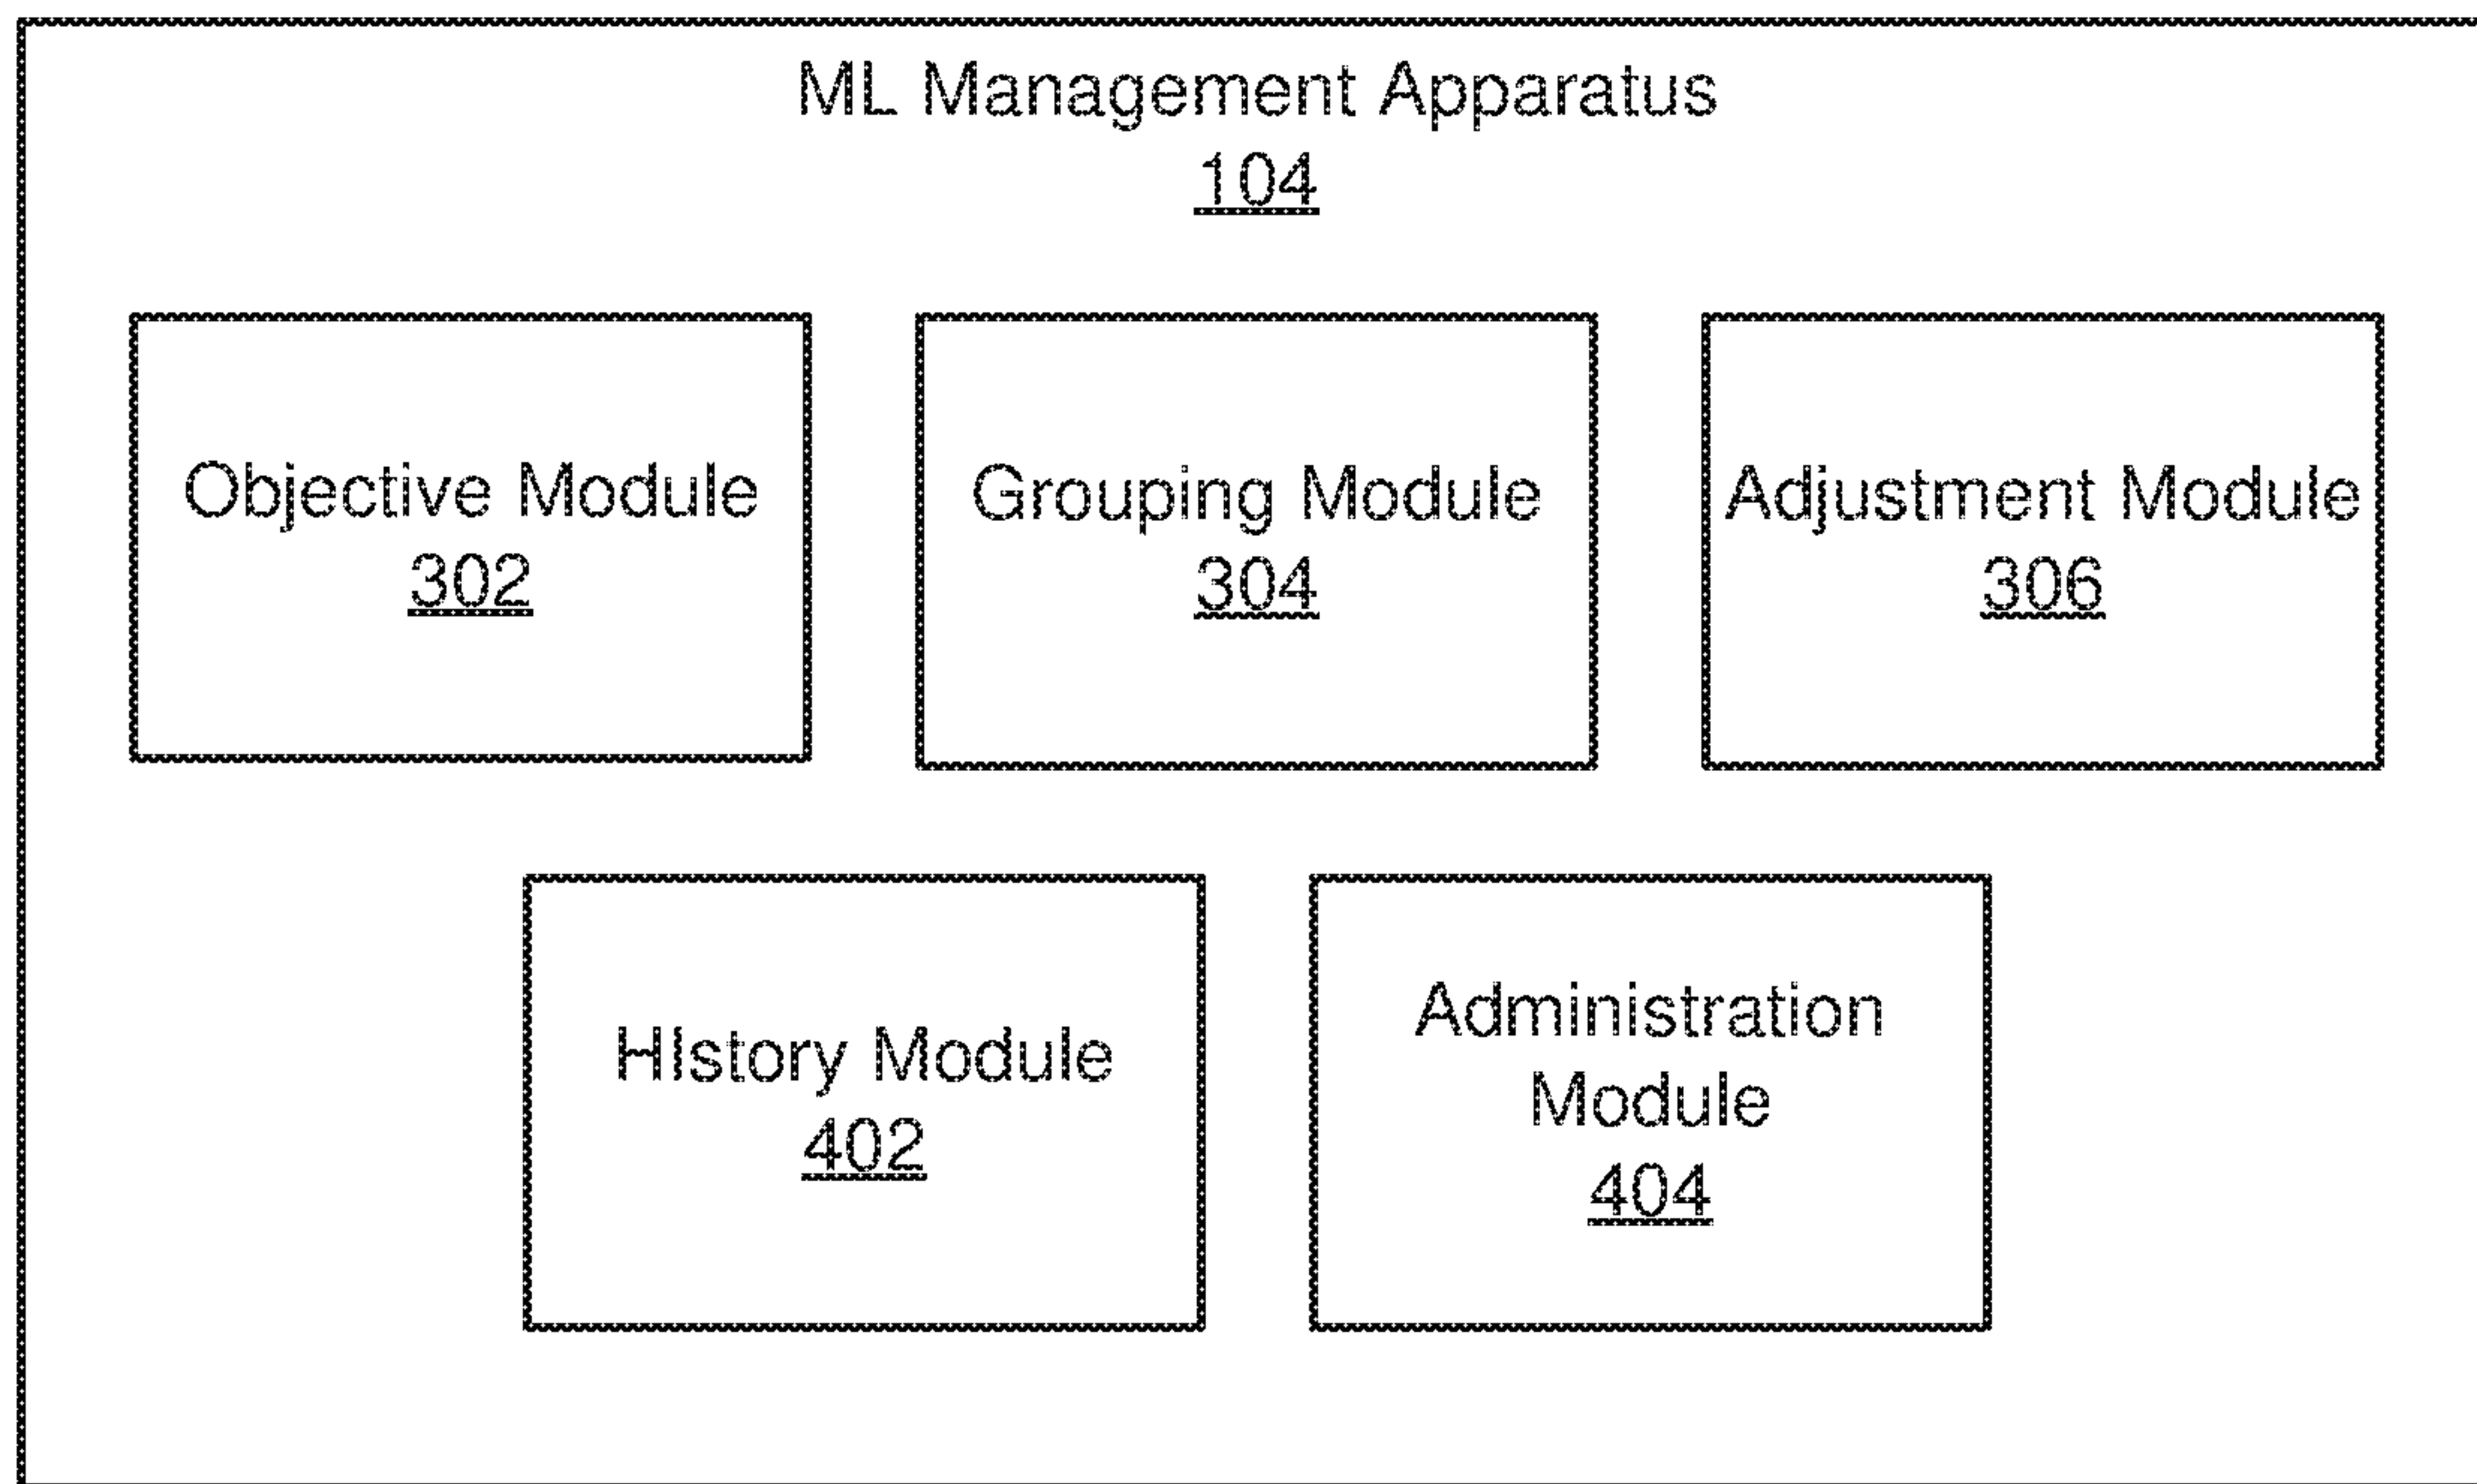 ML Management Apparatus
104
Objective Module
302
Grouping Module
304
Adjustment Module
306
HIstory Module
402
Administration
Module
404